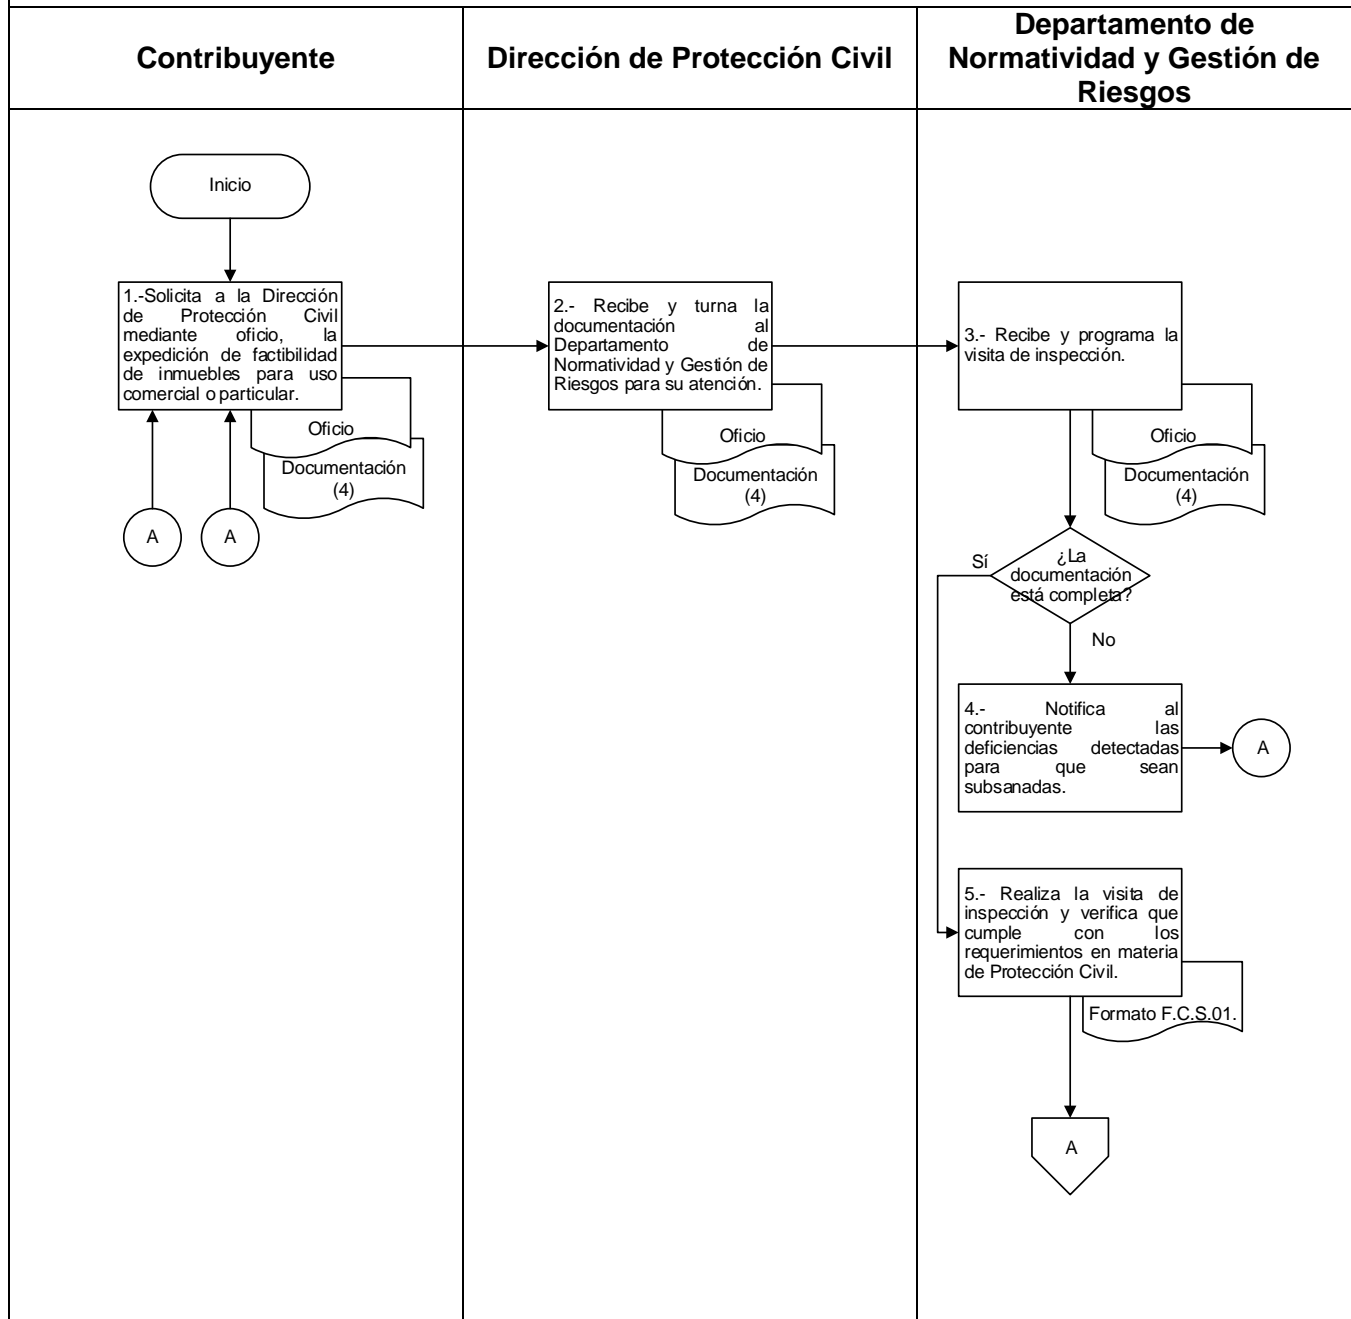 Contribuyente
Dirección de Protección Civil
Departamento de
Normatividad y Gestión de
Riesgos
Inicio
1.-Solicita a la Dirección
de Protección Civil
mediante oficio, la
expedición de factibilidad
de inmuebles para uso
comercial o particular.
Oficio
Documentación
(4)
A
A
2.- Recibe y turna la
documentación al
Departamento de
Normatividad y Gestión de
Riesgos para su atención.
Oficio
Documentación
(4)
3.- Recibe y programa la
visita de inspección.
Oficio
Documentación
(4)
¿La
documentación
está completa?
Sí
No
4.- Notifica al
contribuyente las
deficiencias detectadas
para que sean
subsanadas.
A
5.- Realiza la visita de
inspección y verifica que
cumple con los
requerimientos en materia
de Protección Civil.
Formato F.C.S.01.
A